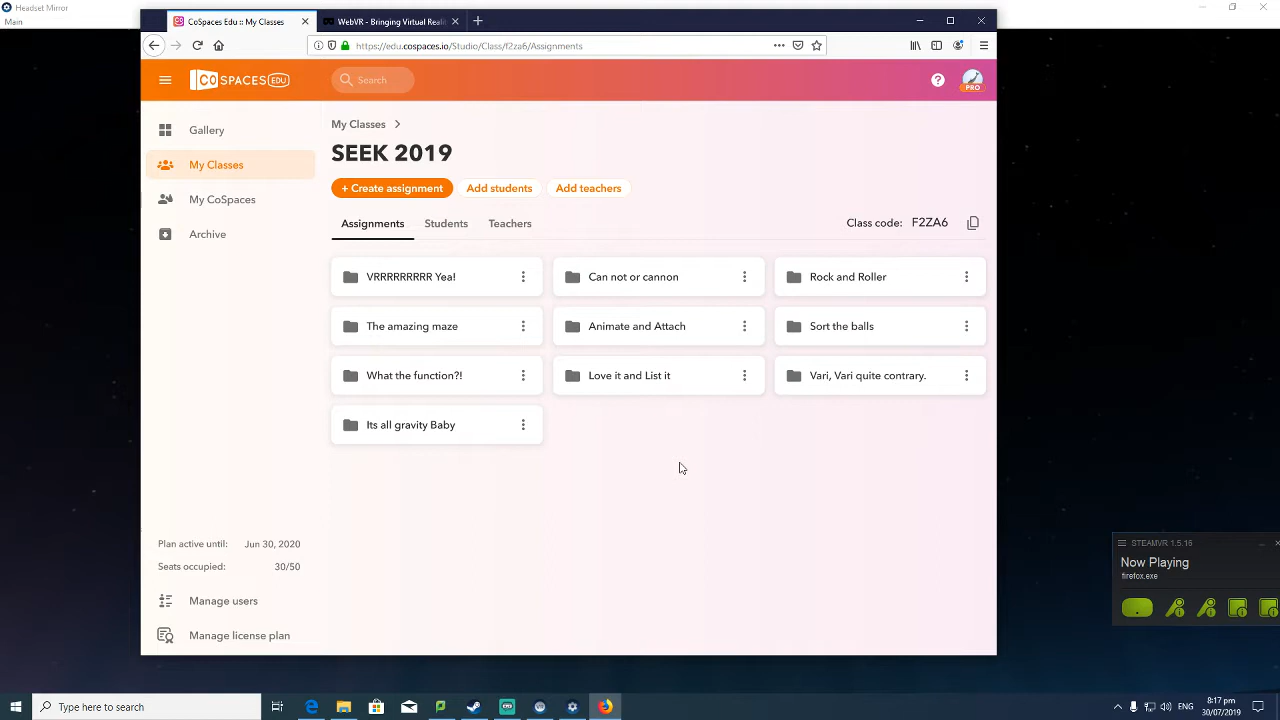 Headset Mirror
Main
CoSpaces Edu :: My Classes
WebVR - Bringing Virtual Realit
https://edu.cospaces.io/Studio/Class/f2za6/Assignments
COSPACES EDU
Search
PRO
Gallery
My Classes
My CoSpaces
Archive
My Classes
SEEK 2019
+ Create assignment
Add students
Add teachers
Assignments
Students
Teachers
Class code: F2ZA6
VRRRRRRRRR Yea!
Can not or cannon
Rock and Roller
The amazing maze
Animate and Attach
Sort the balls
What the function?!
Love it and List it
Vari, Vari quite contrary.
Its all gravity Baby
Plan active until: Jun 30, 2020
Seats occupied: 30/50
Manage users
Manage license plan
STEAMVR 1.5.16
Now Playing
firefox.exe
Type here to search
ENG
8:17 pm
30/07/2019